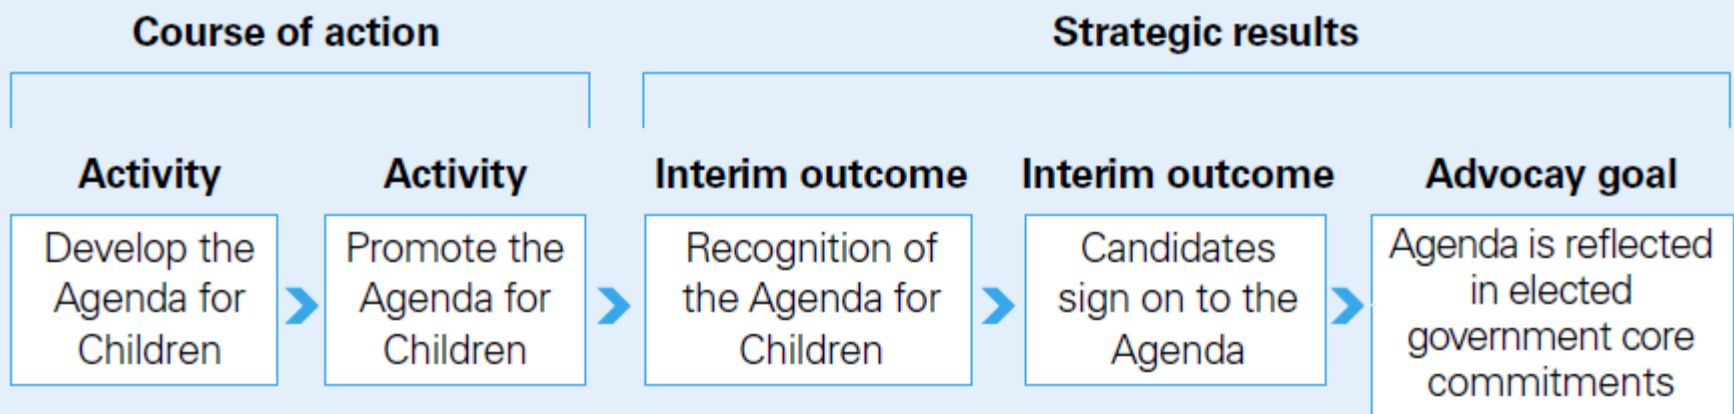 Course of action
Strategic results
Activity
Develop the
Agenda for
Children
Activity
Promote the
Agenda for
Children
Interim outcome
Recognition of
the Agenda for
Children
Interim outcome
Candidates
sign on to the
Agenda
Advocay goal
Agenda is reflected
in elected
government core
commitments